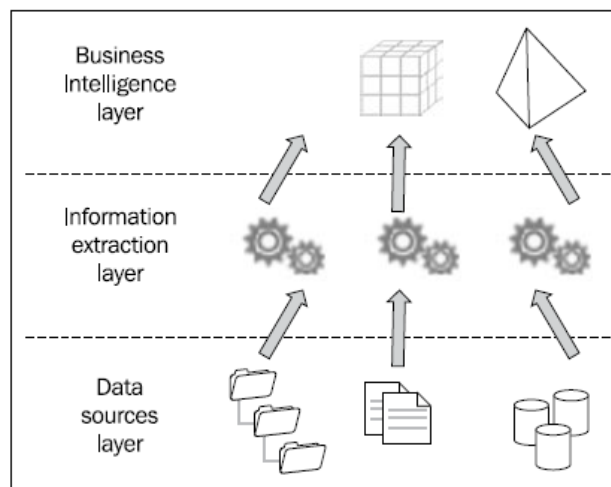 Business
Intelligence
layer
Information
extraction
layer
Data
sources
layer